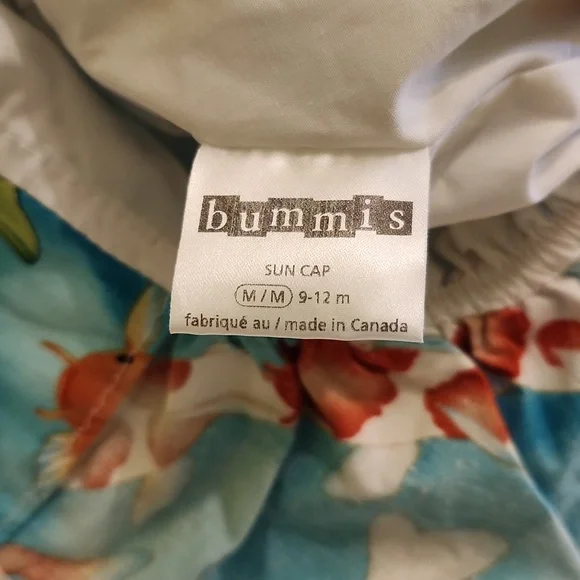 bummis
SUN CAP
M/M 9-12 m
fabriqué au / made in Canada